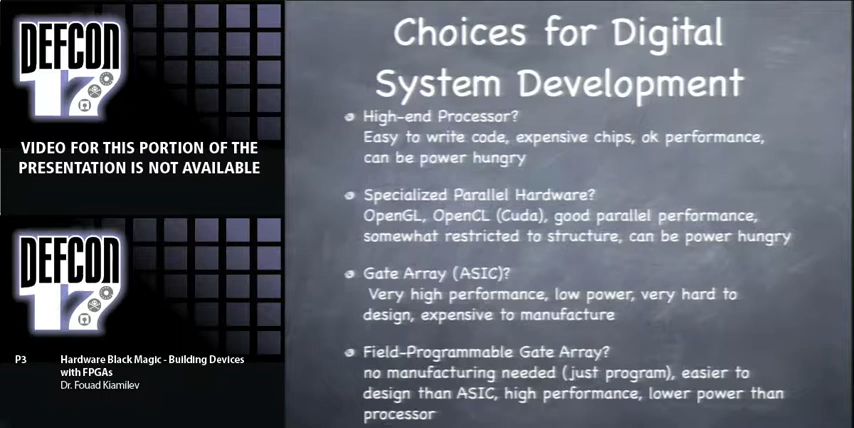 DEFCON
17
VIDEO FOR THIS PORTION OF THE
PRESENTATION IS NOT AVAILABLE
DEFCON
17
P3 Hardware Black Magic - Building Devices
with FPGAs
Dr. Fouad Kiamilev
Choices for Digital
System Development
High-end Processor?
Easy to write code, expensive chips, ok performance,
can be power hungry
Specialized Parallel Hardware?
OpenGL, OpenCL (Cuda), good parallel performance,
somewhat restricted to structure, can be power hungry
Gate Array (ASIC)?
Very high performance, low power, very hard to
design, expensive to manufacture
Field-Programmable Gate Array?
no manufacturing needed (just program), easier to
design than ASIC, high performance, lower power than
processor